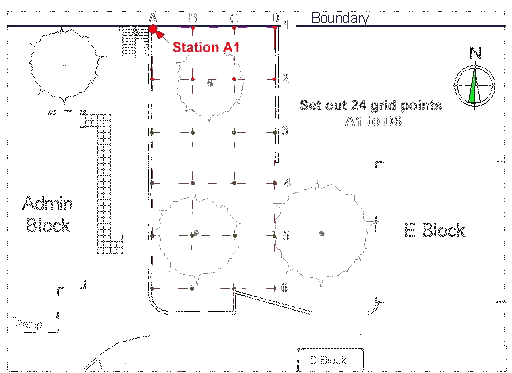 A B C D 1 Boundary
Station A1
N
2
Set out 24 grid points
A1 to D6
3
4
Admin
Block
E Block
5
6